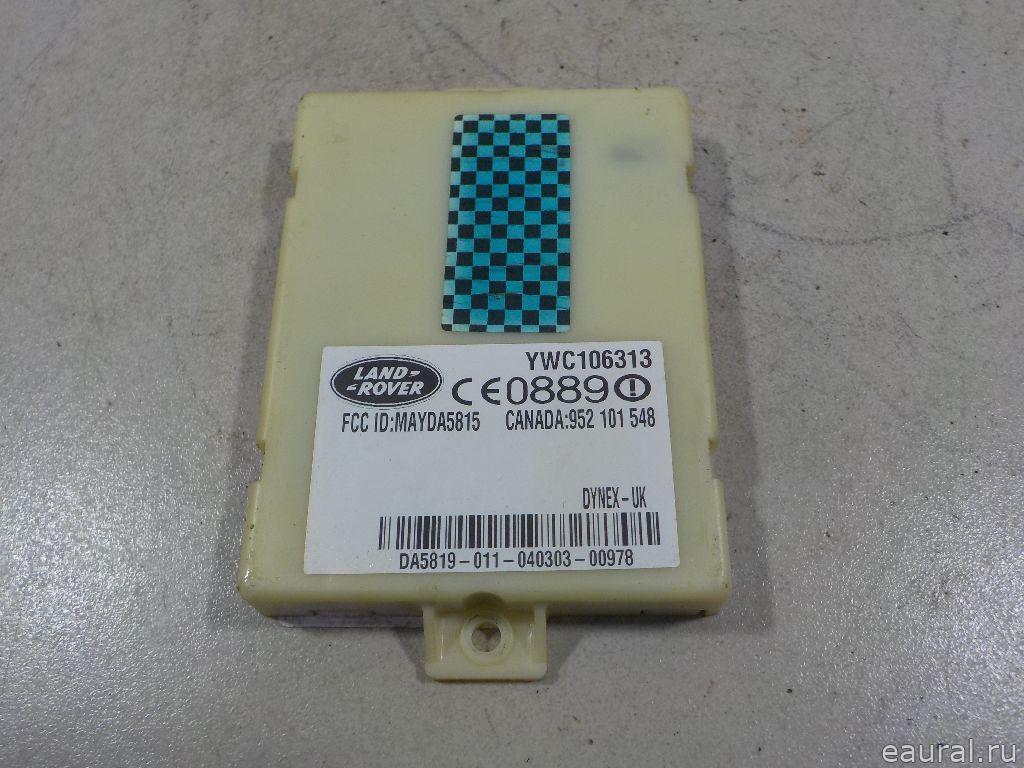 YWC106313
LAND-
-ROVER
CE0889
FCC ID:MAYDA5815 CANADA:952 101 548
DYNEX-UK
DA5819-011-040303-00978
eaural.ru